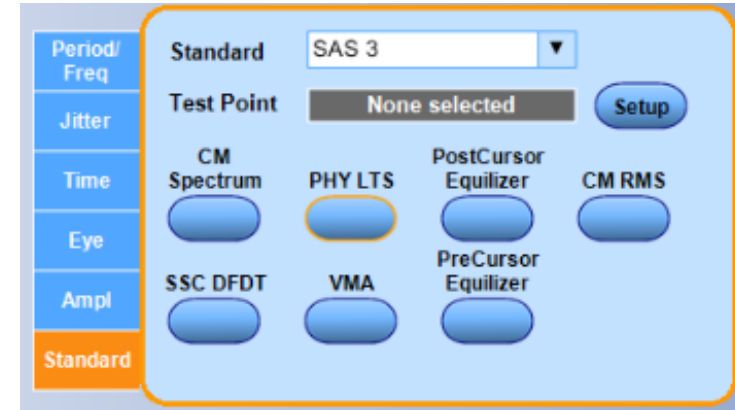 Period/
Freq
Jitter
Time
Eye
Ampl
Standard
Standard SAS 3
Test Point None selected Setup
CM
Spectrum
PHY LTS
PostCursor
Equilizer
CM RMS
SSC DFDT
VMA
PreCursor
Equilizer